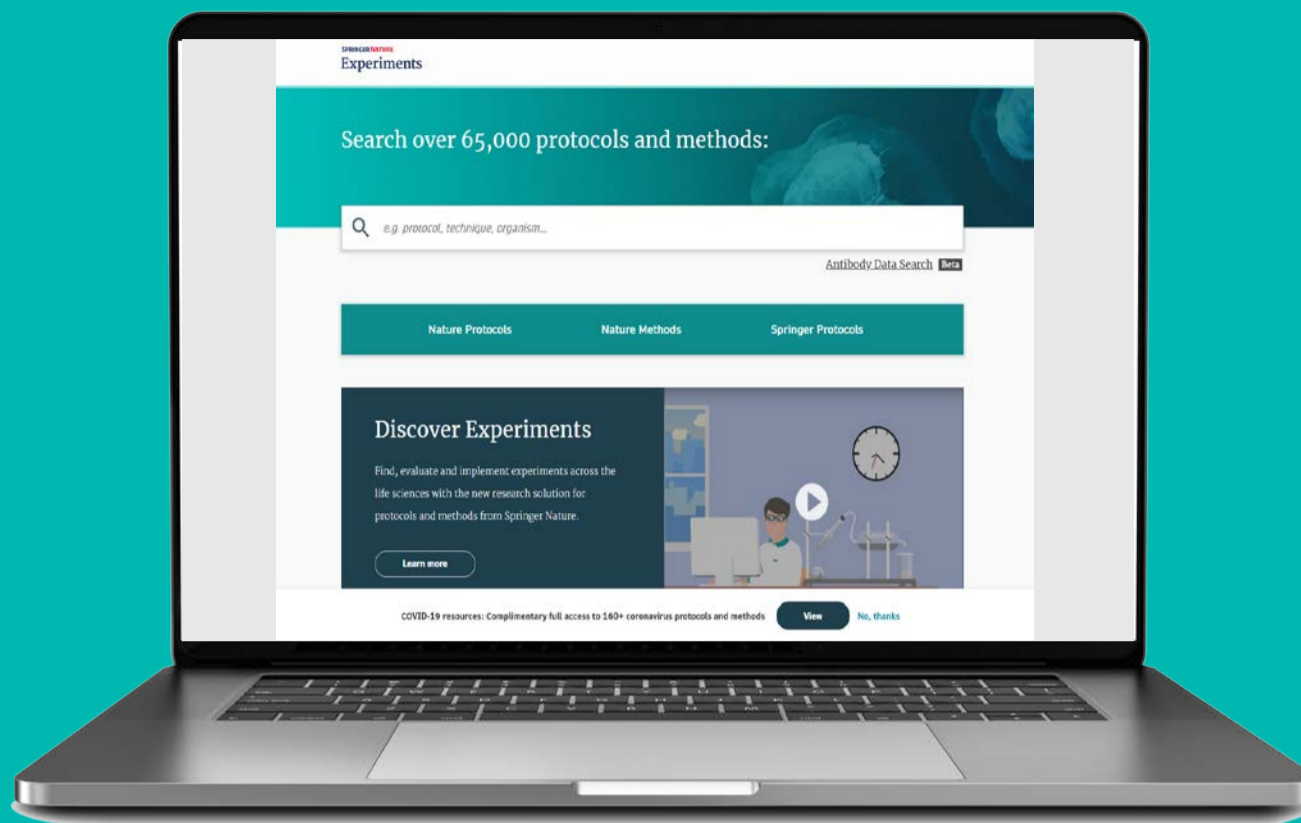 SPRINGER NATURE
Experiments
Search over 65,000 protocols and methods:
e.g. protocol, technique, organism...
Antibody Data Search Beta
Nature Protocols Nature Methods Springer Protocols
Discover Experiments
Find, evaluate and implement experiments across the
life sciences with the new research solution for
protocols and methods from Springer Nature.
Learn more
COVID-19 resources: Complimentary full access to 160+ coronavirus protocols and methods View No, thanks